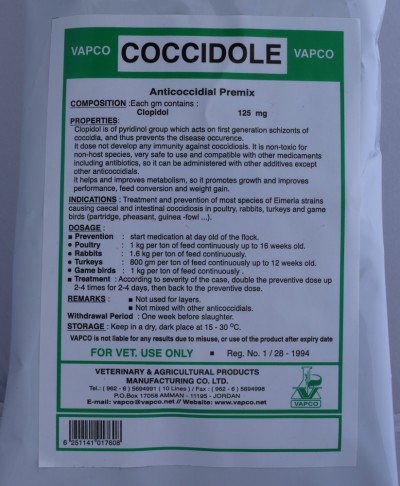 VAPCO COCCIDOLE VAPCO
Anticoccidial Premix
COMPOSITION :Each gm contains :
Clopidol 125 mg
PROPERTIES:
Clopidol is of pyridinol group which acts on first generation schizonts of
coccidia, and thus prevents the disease occurence.
It dose not develop any immunity against coccidiosis. It is non-toxic for
non-host species, very safe to use and compatible with other medicates
including antibiotics, so it can be administered with other additives except
other anticoccidials.
It helps and improves metabolism, so it promotes growth and improves
performance, feed conversion and weight gain.
INDICATIONS : Treatment and prevention of most species of Eimeria strains
causing caecal and intestinal coccidiosis in poultry, rabbits, turkeys and game
birds (partridge, pheasant, guinea -fowl ...).
DOSAGE :
▪ Prevention : start medication at day old of the flock.
• Poultry : 1 kg per ton of feed continuously up to 16 weeks old.
• Rabbits : 1.6 kg per ton of feed continuously.
• Turkeys : 800 gm per ton of feed continuously up to 12 weeks old.
• Game birds : 1 kg per ton of feed continuously .
▪ Treatment : According to severity of the case, double the preventive dose up
2-4 times for 2-4 days, then back to the preventive dose.
REMARKS : ▪ Not used for layers.
▪ Not mixed with other anticoccidials.
Withdrawal Period : One week before slaughter.
STORAGE : Keep in a dry, dark place at 15 - 30 °C.
VAPCO is not liable for any results due to misuse, or use of the product after expiry date
FOR VET. USE ONLY ▪ Reg. No. 1 / 28 - 1994
VETERINARY & AGRICULTURAL PRODUCTS
MANUFACTURING CO. LTD.
Tel.: ( 962 - 6 ) 5694991 ( 10 Lines ) / Fax : ( 962 - 6 ) 5694998
P.O.Box 17058 AMMAN - 11195 - JORDAN
E-mail: vapco@vapco.net // Website: www.vapco.net
VAPCO
6 251141 017608